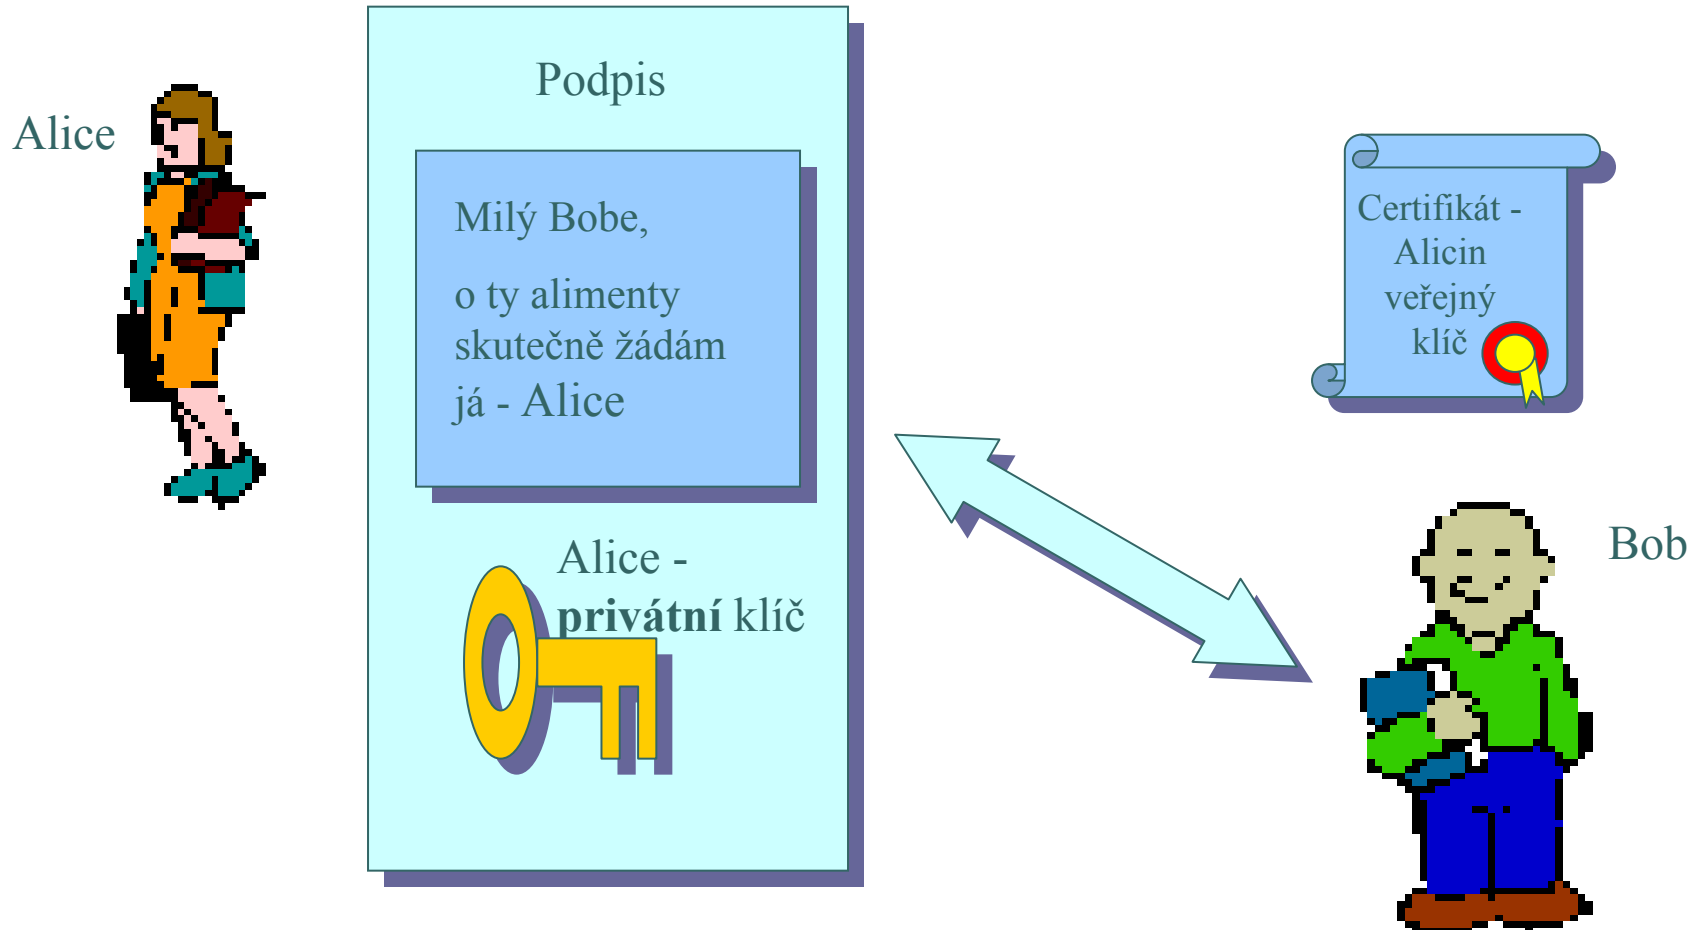 Alice
Podpis
Milý Bobe,
o ty alimenty
skutečně žádám
já - Alice
Alice -
privátní klíč
Certifikát -
Alicin
veřejný
klíč
Bob